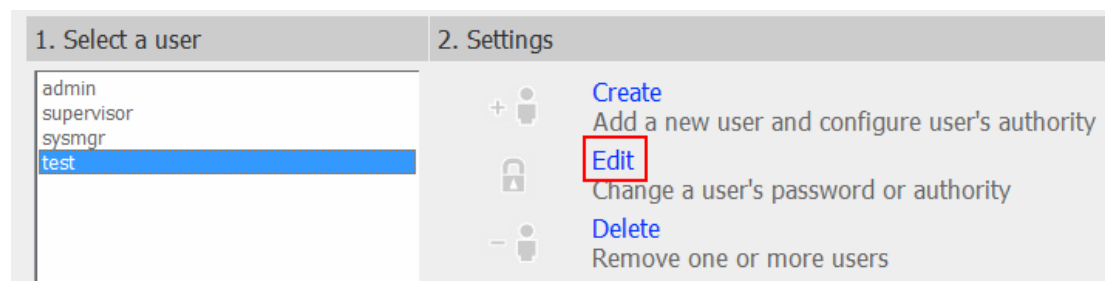 1. Select a user
2. Settings
admin
supervisor
sysmgr
test
Create
Add a new user and configure user's authority
Edit
Change a user's password or authority
Delete
Remove one or more users